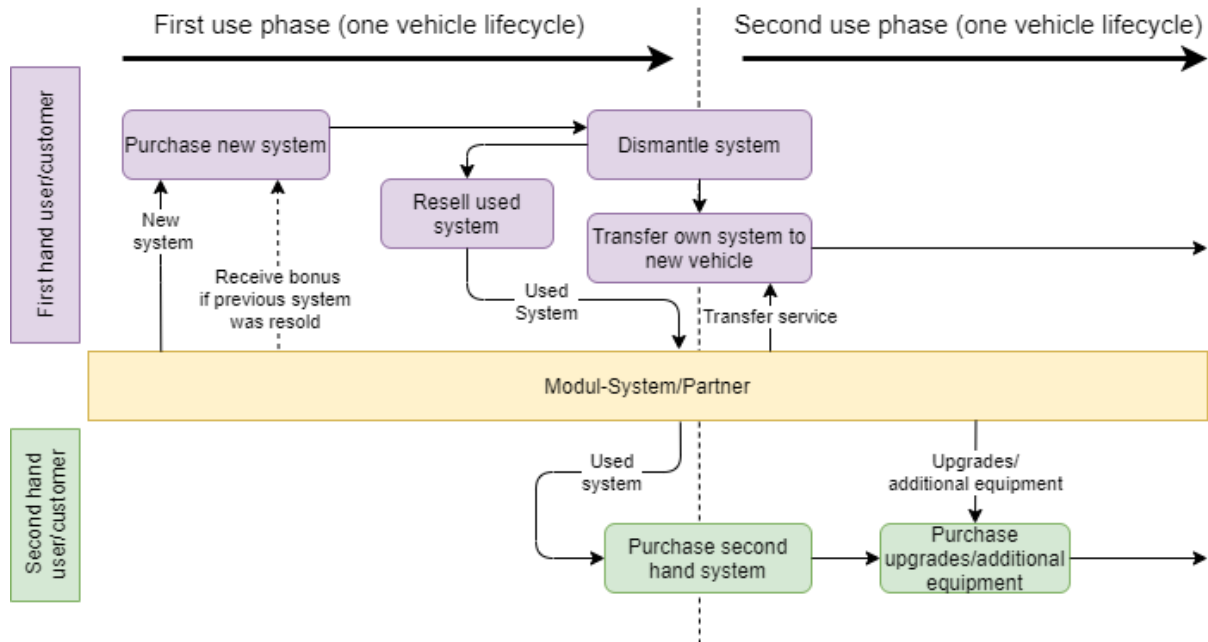 First use phase (one vehicle lifecycle)
Second use phase (one vehicle lifecycle)
First hand user/customer
Purchase new system
Dismantle system
Resell used
system
Transfer own system to
new vehicle
New
system
Receive bonus
if previous system
was resold
Used
System
Transfer service
Modul-System/Partner
Second hand
user/customer
Used
system
Upgrades/
additional equipment
Purchase second
hand system
Purchase
upgrades/additional
equipment